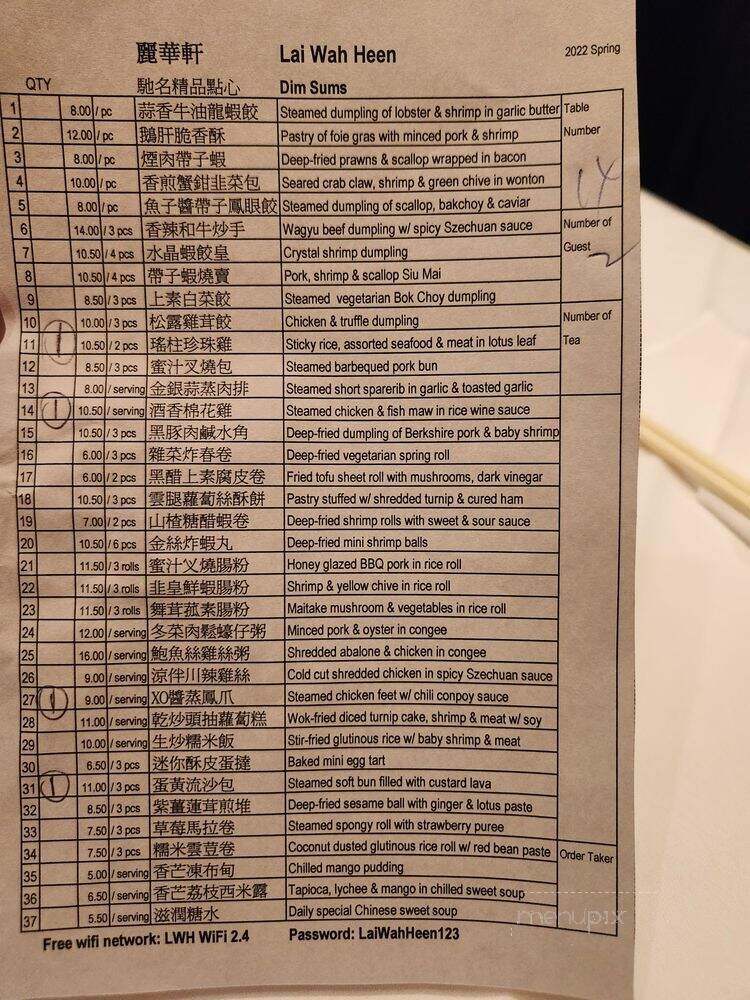 麗華軒 Lai Wah Heen 2022 Spring
QTY 馳名精品點心 Dim Sums
1 8.00 / pc 蒜香牛油龍蝦餃 Steamed dumpling of lobster & shrimp in garlic butter Table
2 12.00 / pc 鵝肝脆香酥 Pastry of foie gras with minced pork & shrimp Number
3 8.00 / pc 煙肉帶子蝦 Deep-fried prawns & scallop wrapped in bacon
4 10.00 / pc 香煎蟹鉗韭菜包 Seared crab claw, shrimp & green chive in wonton 14
5 8.00 / pc 魚子醬帶子鳳眼餃 Steamed dumpling of scallop, bakchoy & caviar
6 14.00 / 3 pcs 香辣和牛炒手 Wagyu beef dumpling w/ spicy Szechuan sauce Number of
7 10.50 / 4 pcs 水晶蝦餃皇 Crystal shrimp dumpling Guest
8 10.50 / 4 pcs 帶子蝦燒賣 Pork, shrimp & scallop Siu Mai
9 8.50 / 3 pcs 上素白菜餃 Steamed vegetarian Bok Choy dumpling
10 10.00 / 3 pcs 松露雞茸餃 Chicken & truffle dumpling Number of
11 1 10.50 / 2 pcs 瑤柱珍珠雞 Sticky rice, assorted seafood & meat in lotus leaf Tea
12 8.50 / 3 pcs 蜜汁叉燒包 Steamed barbequed pork bun
13 8.00 / serving 金銀蒜蒸肉排 Steamed short sparerib in garlic & toasted garlic
14 1 10.50 / serving 酒香棉花雞 Steamed chicken & fish maw in rice wine sauce
15 10.50 / 3 pcs 黑豚肉鹹水角 Deep-fried dumpling of Berkshire pork & baby shrimp
16 6.00 / 3 pcs 雜菜炸春卷 Deep-fried vegetarian spring roll
17 6.00 / 2 pcs 黑醋上素腐皮卷 Fried tofu sheet roll with mushrooms, dark vinegar
18 10.50 / 3 pcs 雲腿蘿蔔絲酥餅 Pastry stuffed w/ shredded turnip & cured ham
19 7.00 / 2 pcs 山楂糖醋蝦卷 Deep-fried shrimp rolls with sweet & sour sauce
20 10.50 / 6 pcs 金絲炸蝦丸 Deep-fried mini shrimp balls
21 11.50 / 3 rolls 蜜汁叉燒腸粉 Honey glazed BBQ pork in rice roll
22 11.50 / 3 rolls 韭皇鮮蝦腸粉 Shrimp & yellow chive in rice roll
23 11.50 / 3 rolls 舞茸菰素腸粉 Maitake mushroom & vegetables in rice roll
24 12.00 / serving 冬菜肉鬆蠔仔粥 Minced pork & oyster in congee
25 16.00 / serving 鮑魚絲雞絲粥 Shredded abalone & chicken in congee
26 9.00 / serving 涼伴川辣雞絲 Cold cut shredded chicken in spicy Szechuan sauce
27 1 9.00 / serving XO醬蒸鳳爪 Steamed chicken feet w/ chili conpoy sauce
28 11.00 / serving 乾炒頭抽蘿蔔糕 Wok-fried diced turnip cake, shrimp & meat w/ soy
29 10.00 / serving 生炒糯米飯 Stir-fried glutinous rice w/ baby shrimp & meat
30 6.50 / 3 pcs 迷你酥皮蛋撻 Baked mini egg tart
31 1 11.00 / 3 pcs 蛋黃流沙包 Steamed soft bun filled with custard lava
32 8.50 / 3 pcs 紫薑蓮茸煎堆 Deep-fried sesame ball with ginger & lotus paste
33 7.50 / 3 pcs 草莓馬拉卷 Steamed spongy roll with strawberry puree
34 7.50 / 3 pcs 糯米雲荳卷 Coconut dusted glutinous rice roll w/ red bean paste Order Taker
35 5.00 / serving 香芒凍布甸 Chilled mango pudding
36 6.50 / serving 香芒荔枝西米露 Tapioca, lychee & mango in chilled sweet soup
37 5.50 / serving 滋潤糖水 Daily special Chinese sweet soup
menupix
Free wifi network: LWH WiFi 2.4 Password: LaiWahHeen123